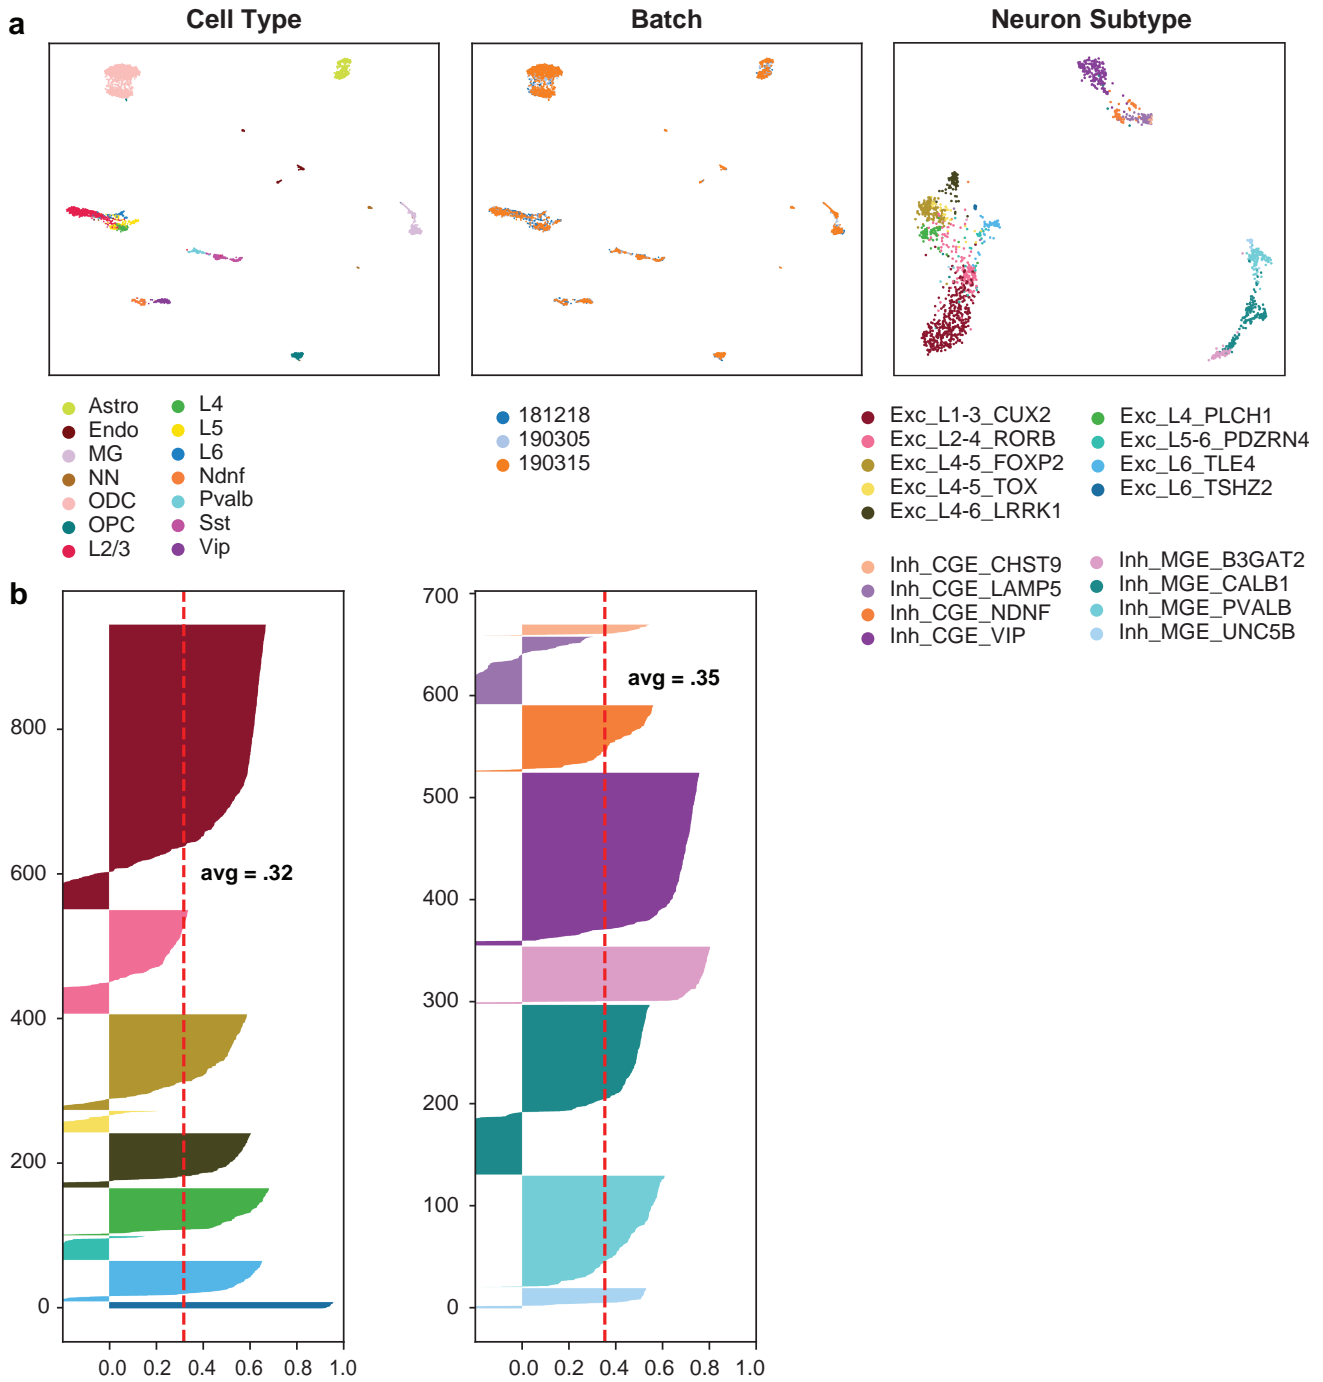 a
Cell Type
Batch
Neuron Subtype
Astro
Endo
MG
NN
ODC
OPC
L2/3
L4
L5
L6
Ndnf
Pvalb
Sst
Vip
181218
190305
190315
Exc_L1-3_CUX2
Exc_L2-4_RORB
Exc_L4-5_FOXP2
Exc_L4-5_TOX
Exc_L4-6_LRRK1
Exc_L4_PLCH1
Exc_L5-6_PDZRN4
Exc_L6_TLE4
Exc_L6_TSHZ2
Inh_CGE_CHST9
Inh_CGE_LAMP5
Inh_CGE_NDNF
Inh_CGE_VIP
Inh_MGE_B3GAT2
Inh_MGE_CALB1
Inh_MGE_PVALB
Inh_MGE_UNC5B
b
800
600
400
200
0
avg = .32
0.0 0.2 0.4 0.6 0.8 1.0
700
600
500
400
300
200
100
0
avg = .35
0.0 0.2 0.4 0.6 0.8 1.0